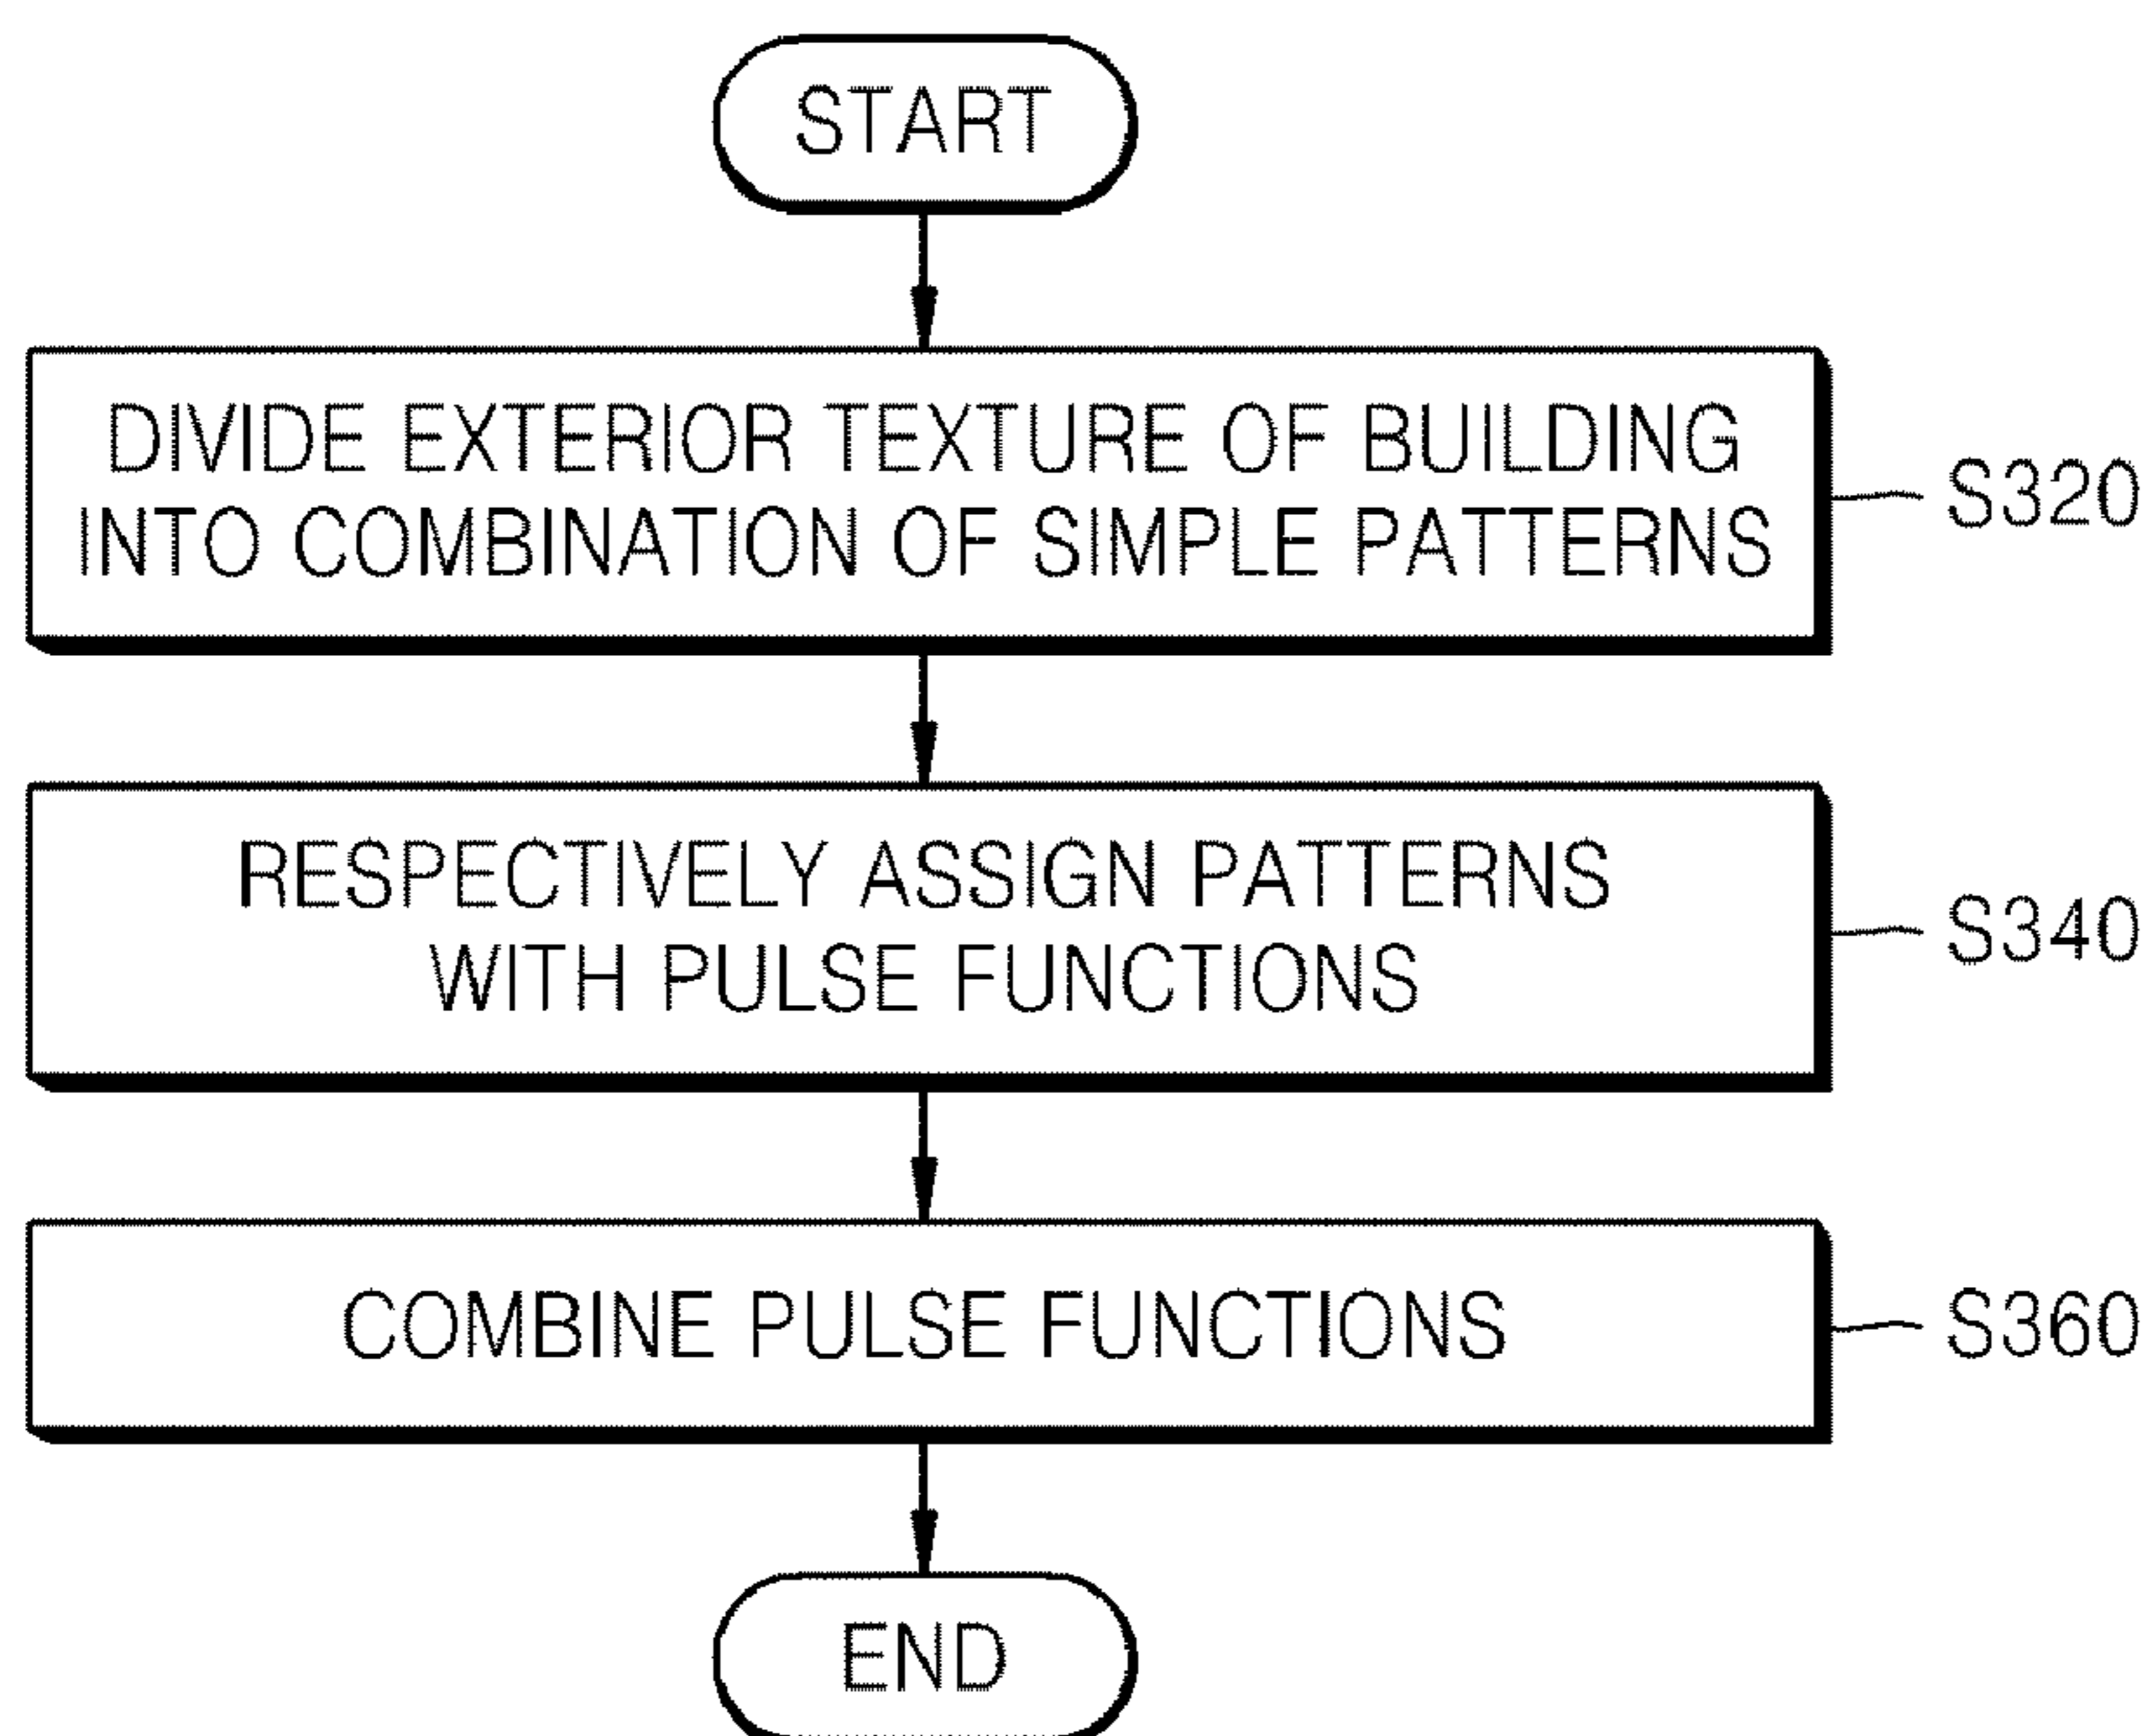 START
DIVIDE EXTERIOR TEXTURE OF BUILDING
INTO COMBINATION OF SIMPLE PATTERNS
S320
RESPECTIVELY ASSIGN PATTERNS
WITH PULSE FUNCTIONS
S340
COMBINE PULSE FUNCTIONS
S360
END